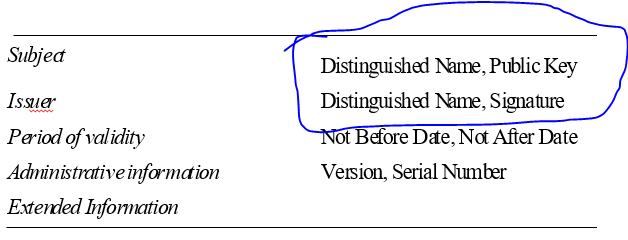 Subject Distinguished Name, Public Key
Issuer Distinguished Name, Signature
Period of validity Not Before Date, Not After Date
Administrative information Version, Serial Number
Extended Information